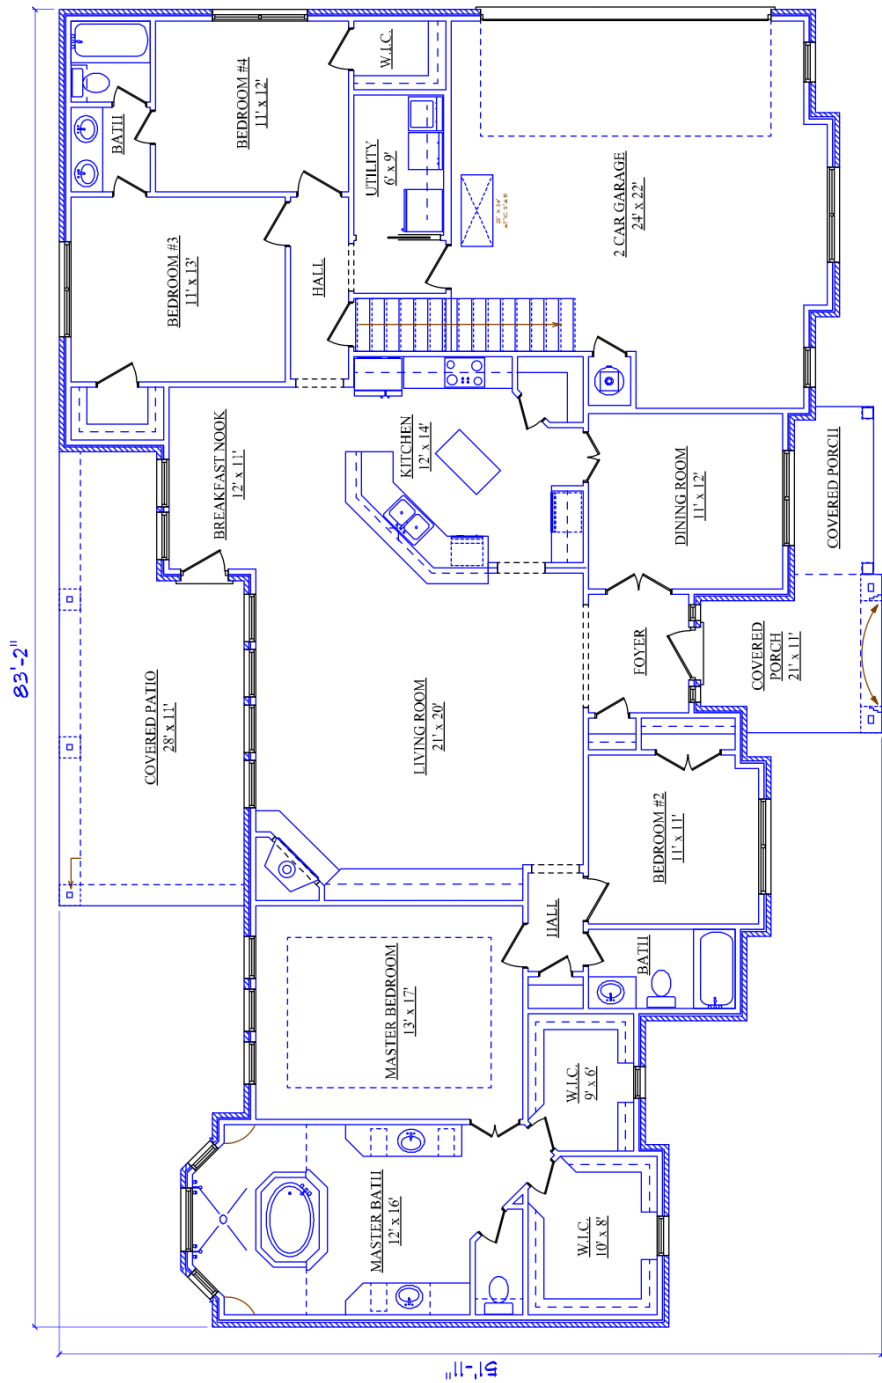 83'-2"
51'-11"
COVERED PATIO
28' x 11'
BATH
BEDROOM #3
11' x 13'
BEDROOM #4
11' x 12'
BREAKFAST NOOK
12' x 11'
HALL
W.I.C.
UTILITY
6' x 9'
MASTER BATH
12' x 16'
MASTER BEDROOM
13' x 17'
LIVING ROOM
21' x 20'
KITCHEN
12' x 14'
ATTIC STAIR
HALL
W.I.C.
10' x 8'
W.I.C.
9' x 6'
BATH
BEDROOM #2
11' x 11'
FOYER
DINING ROOM
11' x 12'
2 CAR GARAGE
24' x 22'
COVERED
PORCH
21' x 11'
COVERED PORCH